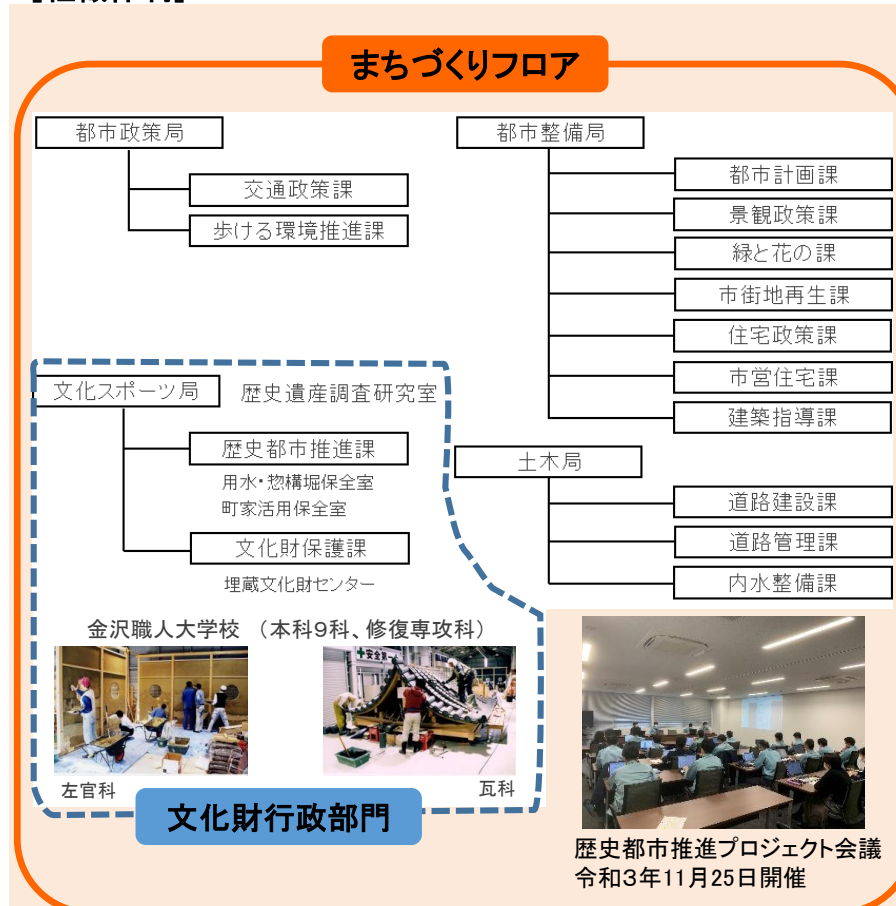 まちづくりフロア
都市政策局
交通政策課
歩ける環境推進課
都市整備局
都市計画課
景観政策課
緑と花の課
市街地再生課
住宅政策課
市営住宅課
建築指導課
文化スポーツ局
歴史遺産調査研究室
歴史都市推進課
用水・惣構堀保全室
町家活用保全室
文化財保護課
埋蔵文化財センター
土木局
道路建設課
道路管理課
内水整備課
金沢職人大学校 （本科9科、修復専攻科）
安全第一
左官科
瓦科
文化財行政部門
歴史都市推進プロジェクト会議
令和3年11月25日開催